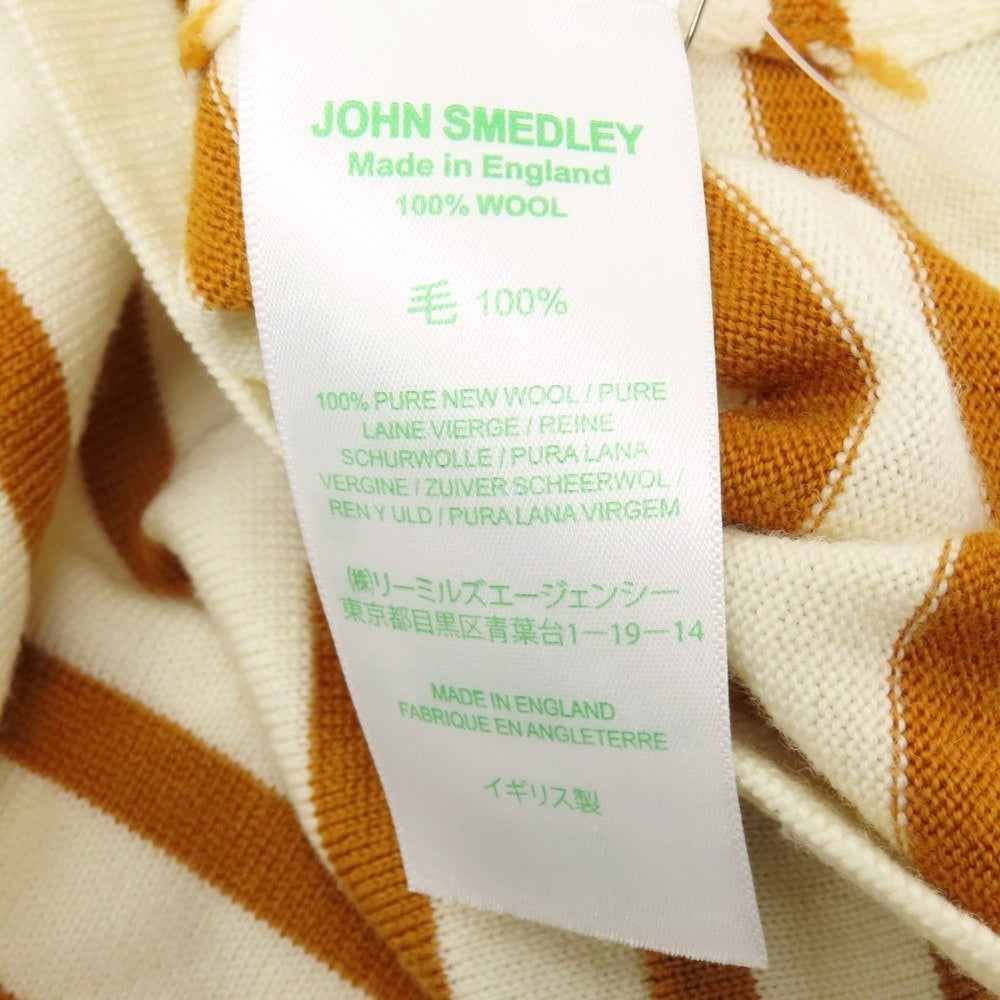 JOHN SMEDLEY
Made in England
100% WOOL
毛 100%
100% PURE NEW WOOL / PURE
LAINE VIERGE / REINE
SCHURWOLLE / PURA LANA
VERGINE / ZUIVER SCHEERWOL /
REN Y ULD / PURA LANA VIRGEM
㈱リーミルズエージェンシー
東京都目黒区青葉台1－19－14
MADE IN ENGLAND
FABRIQUE EN ANGLETERRE
イギリス製